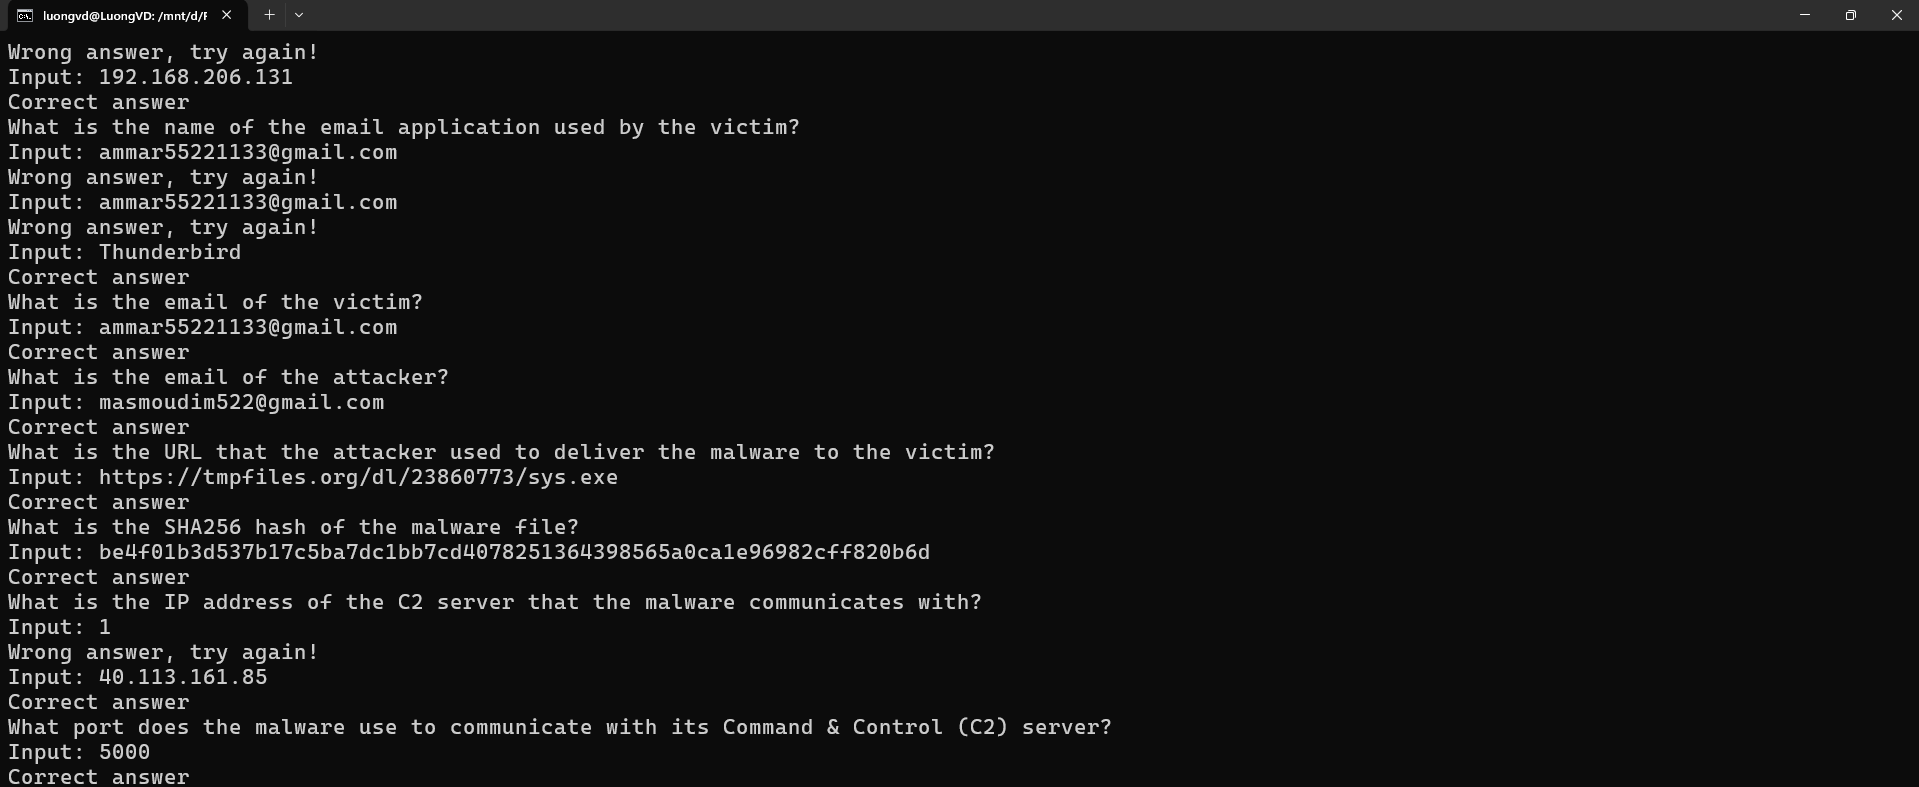 luongvd@LuongVD: /mnt/d/F
Wrong answer, try again!
Input: 192.168.206.131
Correct answer
What is the name of the email application used by the victim?
Input: ammar55221133@gmail.com
Wrong answer, try again!
Input: ammar55221133@gmail.com
Wrong answer, try again!
Input: Thunderbird
Correct answer
What is the email of the victim?
Input: ammar55221133@gmail.com
Correct answer
What is the email of the attacker?
Input: masmoudim522@gmail.com
Correct answer
What is the URL that the attacker used to deliver the malware to the victim?
Input: https://tmpfiles.org/dl/23860773/sys.exe
Correct answer
What is the SHA256 hash of the malware file?
Input: be4f01b3d537b17c5ba7dc1bb7cd4078251364398565a0ca1e96982cff820b6d
Correct answer
What is the IP address of the C2 server that the malware communicates with?
Input: 1
Wrong answer, try again!
Input: 40.113.161.85
Correct answer
What port does the malware use to communicate with its Command & Control (C2) server?
Input: 5000
Correct answer